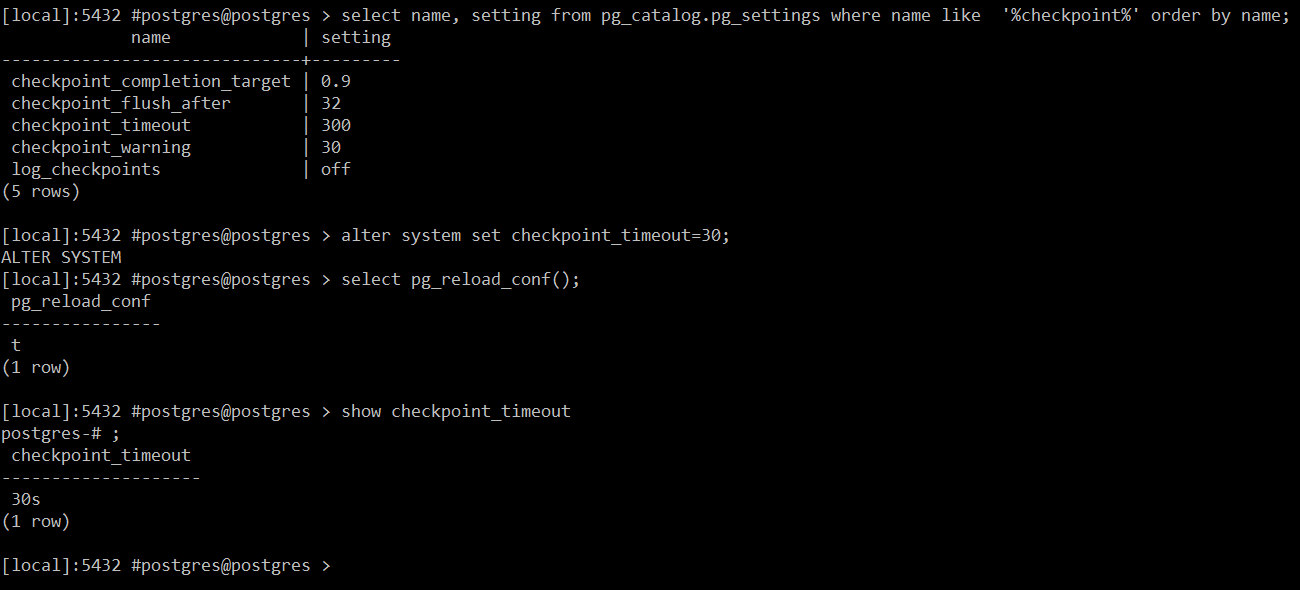 [local]:5432 #postgres@postgres > select name, setting from pg_catalog.pg_settings where name like  '%checkpoint%' order by name;
             name             | setting
------------------------------+---------
 checkpoint_completion_target | 0.9
 checkpoint_flush_after       | 32
 checkpoint_timeout           | 300
 checkpoint_warning           | 30
 log_checkpoints              | off
(5 rows)

[local]:5432 #postgres@postgres > alter system set checkpoint_timeout=30;
ALTER SYSTEM
[local]:5432 #postgres@postgres > select pg_reload_conf();
 pg_reload_conf
----------------
 t
(1 row)

[local]:5432 #postgres@postgres > show checkpoint_timeout
postgres-# ;
 checkpoint_timeout
--------------------
 30s
(1 row)

[local]:5432 #postgres@postgres >